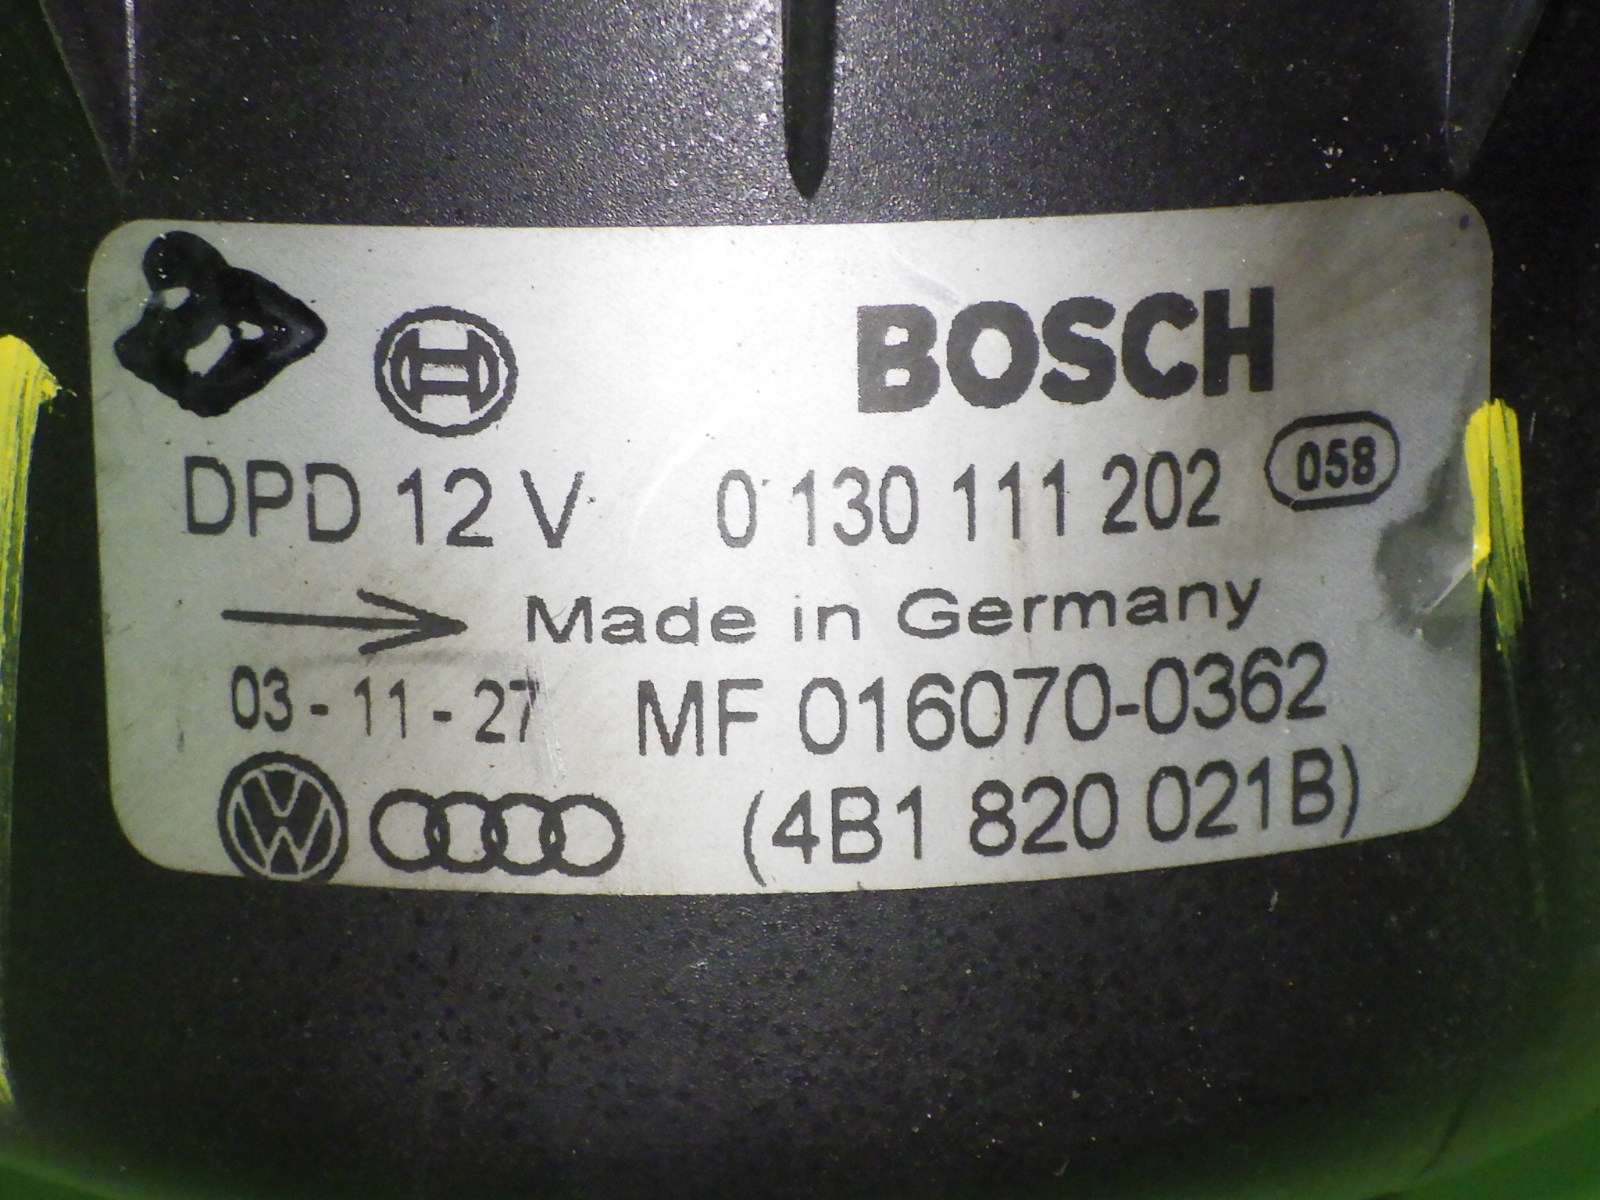 BOSCH
DPD 12 V 0 130 111 202 058
Made in Germany
03-11-27 MF 016070-0362
(4B1 820 021B)